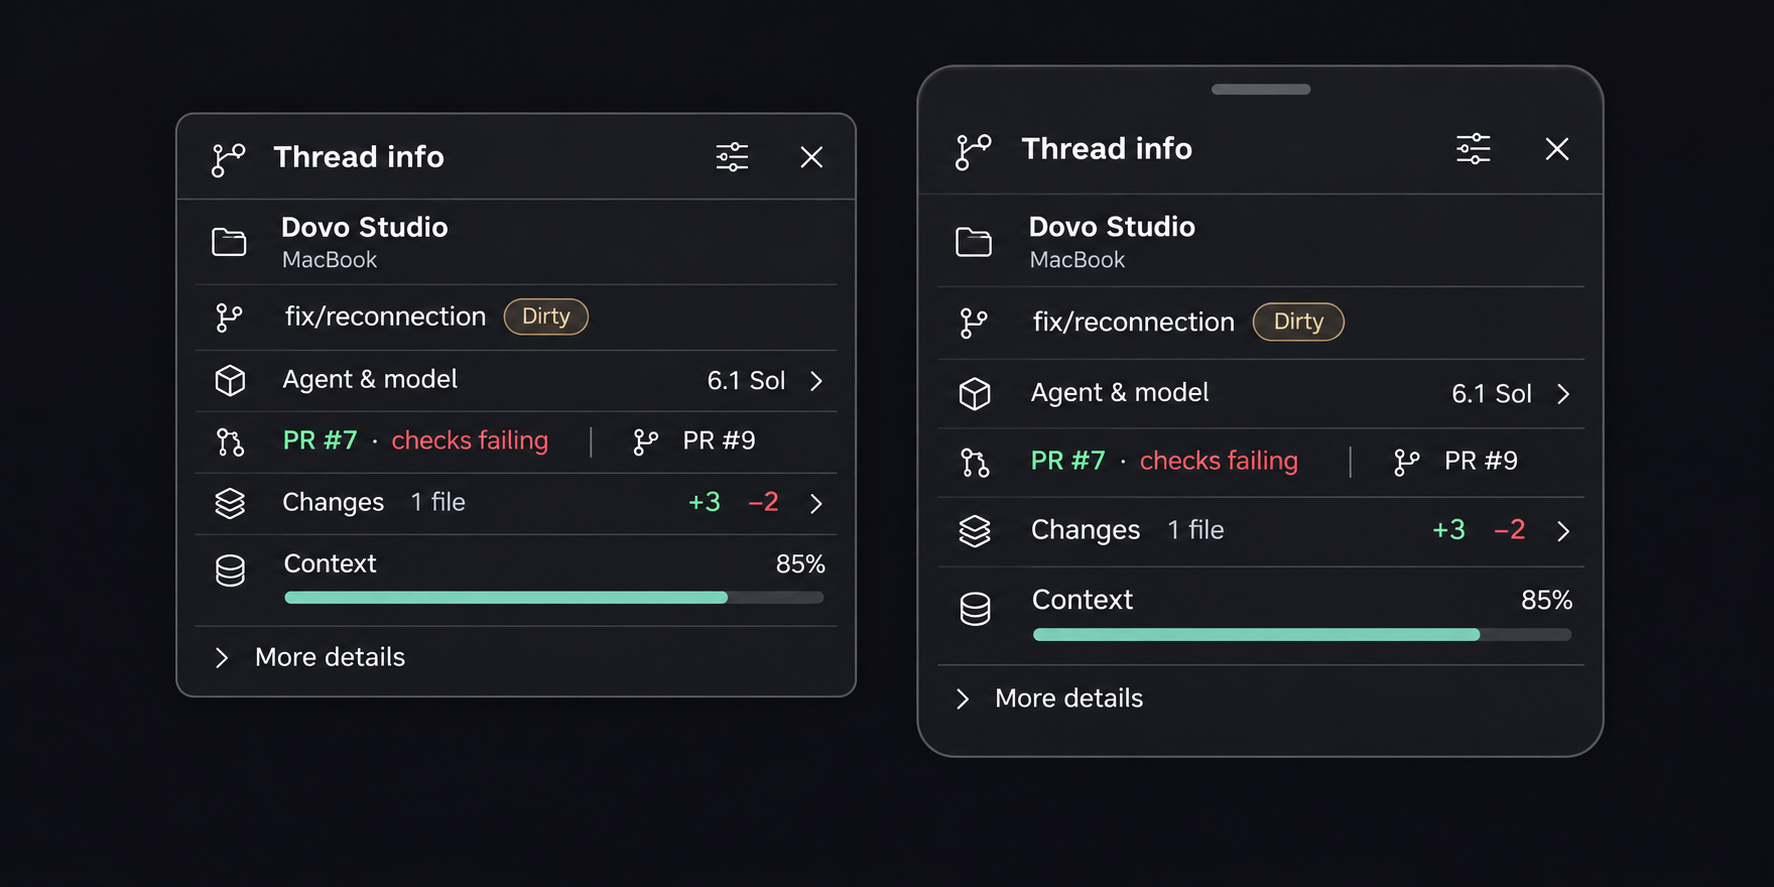 Thread info
Dovo Studio
MacBook
fix/reconnection Dirty
Agent & model 6.1 Sol
PR #7 · checks failing | PR #9
Changes 1 file +3 −2
Context 85%
More details
Thread info
Dovo Studio
MacBook
fix/reconnection Dirty
Agent & model 6.1 Sol
PR #7 · checks failing | PR #9
Changes 1 file +3 −2
Context 85%
More details